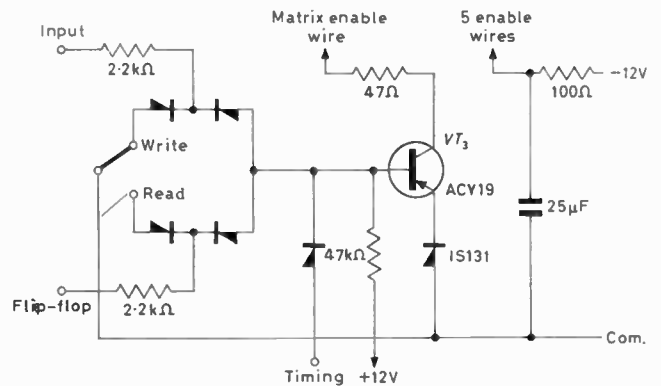 Input
2·2kΩ
Matrix enable
wire
47Ω
5 enable
wires
−12V
100Ω
Write
Read
VT3
ACY19
25μF
47kΩ
IS131
Flip-flop
2·2kΩ
Com.
Timing
+12V